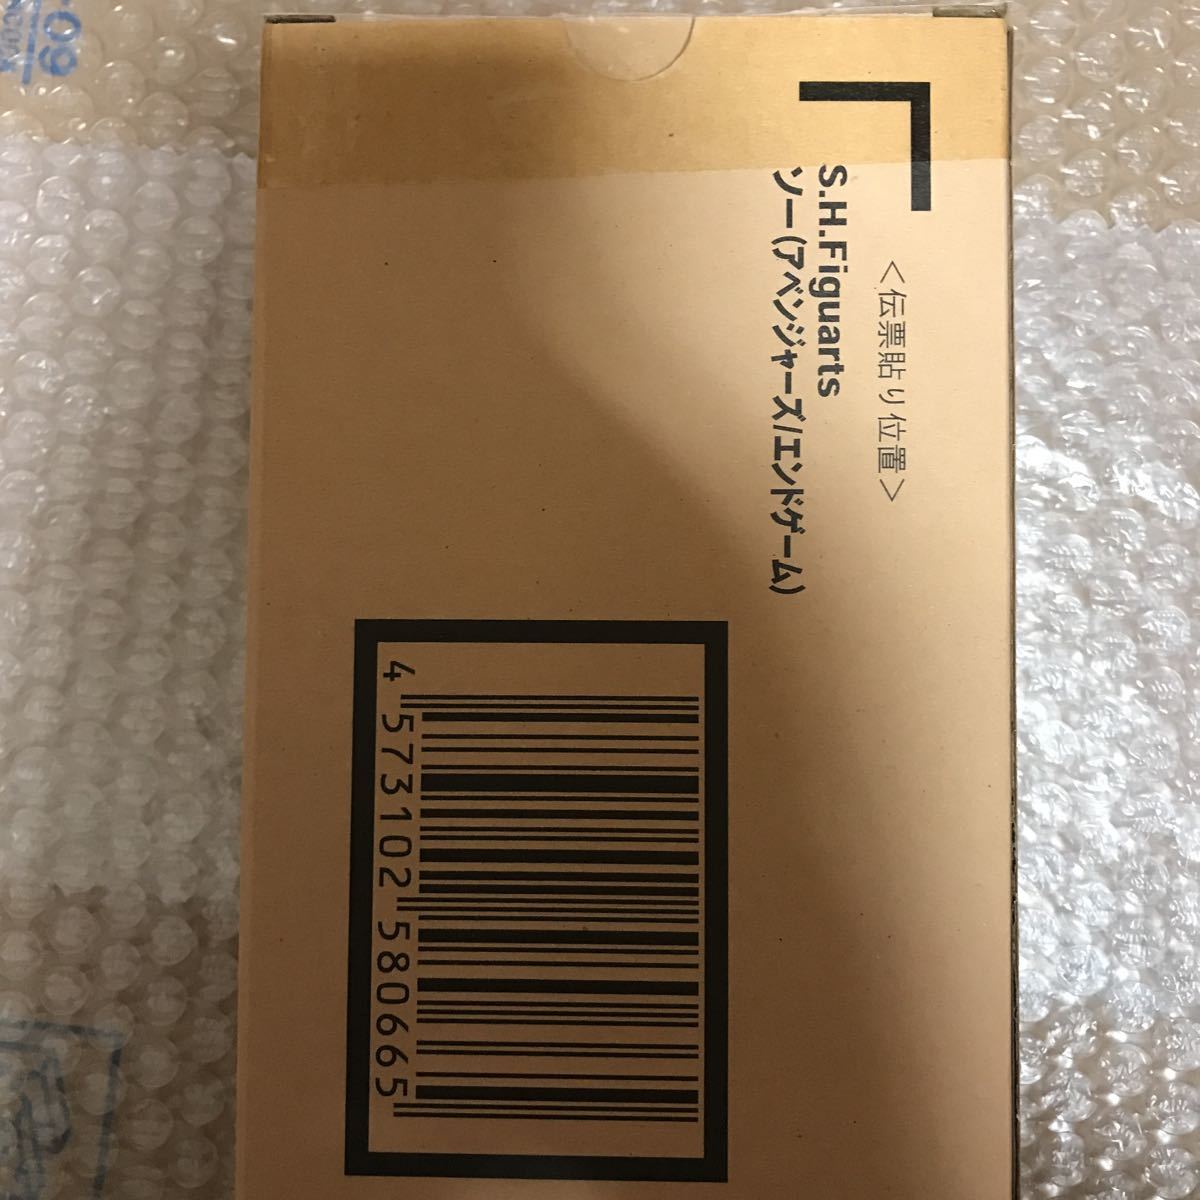 <伝票貼り位置>
S.H.Figuarts
ソー(アベンジャーズ/エンドゲーム)
4 573102 580665